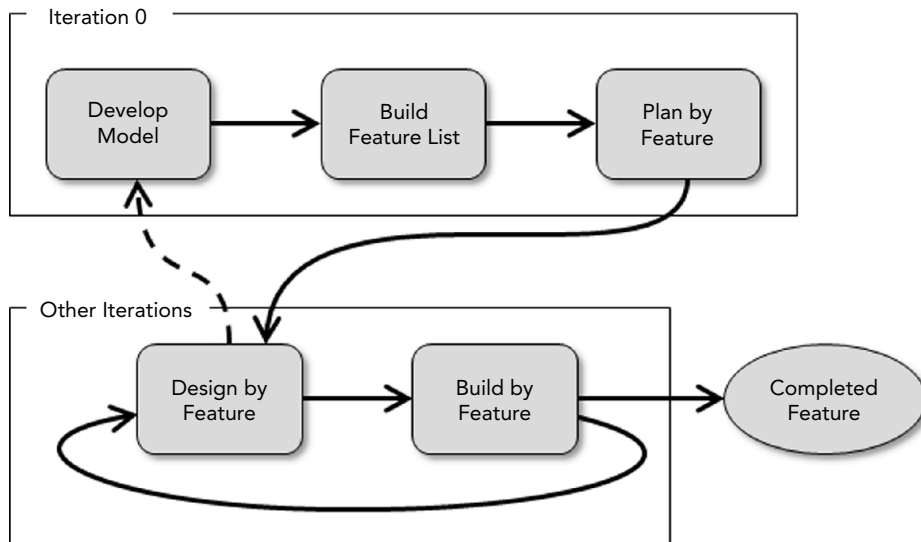 Iteration 0
Develop
Model
Build
Feature List
Plan by
Feature
Other Iterations
Design by
Feature
Build by
Feature
Completed
Feature